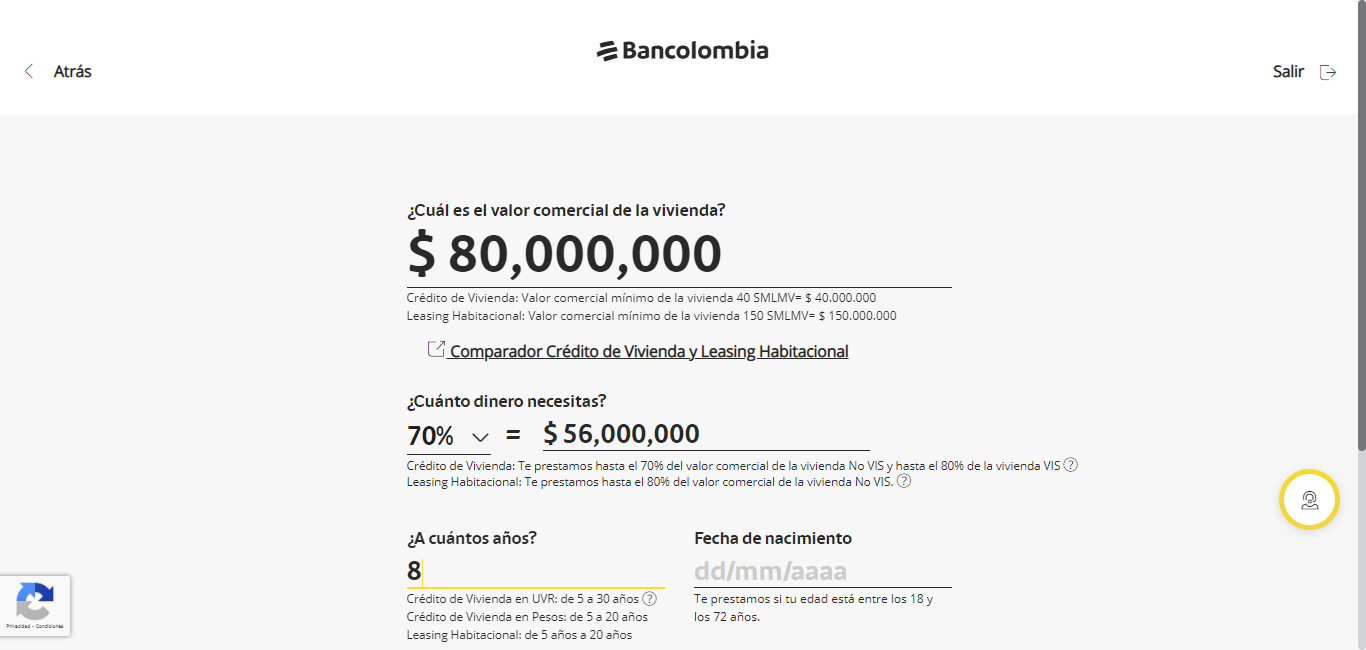 Bancolombia
Atrás
Salir
¿Cuál es el valor comercial de la vivienda?
$ 80,000,000
Crédito de Vivienda: Valor comercial mínimo de la vivienda 40 SMLMV= $ 40.000.000
Leasing Habitacional: Valor comercial mínimo de la vivienda 150 SMLMV= $ 150.000.000
Comparador Crédito de Vivienda y Leasing Habitacional
¿Cuánto dinero necesitas?
70% = $ 56,000,000
Crédito de Vivienda: Te prestamos hasta el 70% del valor comercial de la vivienda No VIS y hasta el 80% de la vivienda VIS ?
Leasing Habitacional: Te prestamos hasta el 80% del valor comercial de la vivienda No VIS. ?
¿A cuántos años?
8
Crédito de Vivienda en UVR: de 5 a 30 años ?
Crédito de Vivienda en Pesos: de 5 a 20 años
Leasing Habitacional: de 5 años a 20 años
Fecha de nacimiento
dd/mm/aaaa
Te prestamos si tu edad está entre los 18 y
los 72 años.
Privacidad - Condiciones